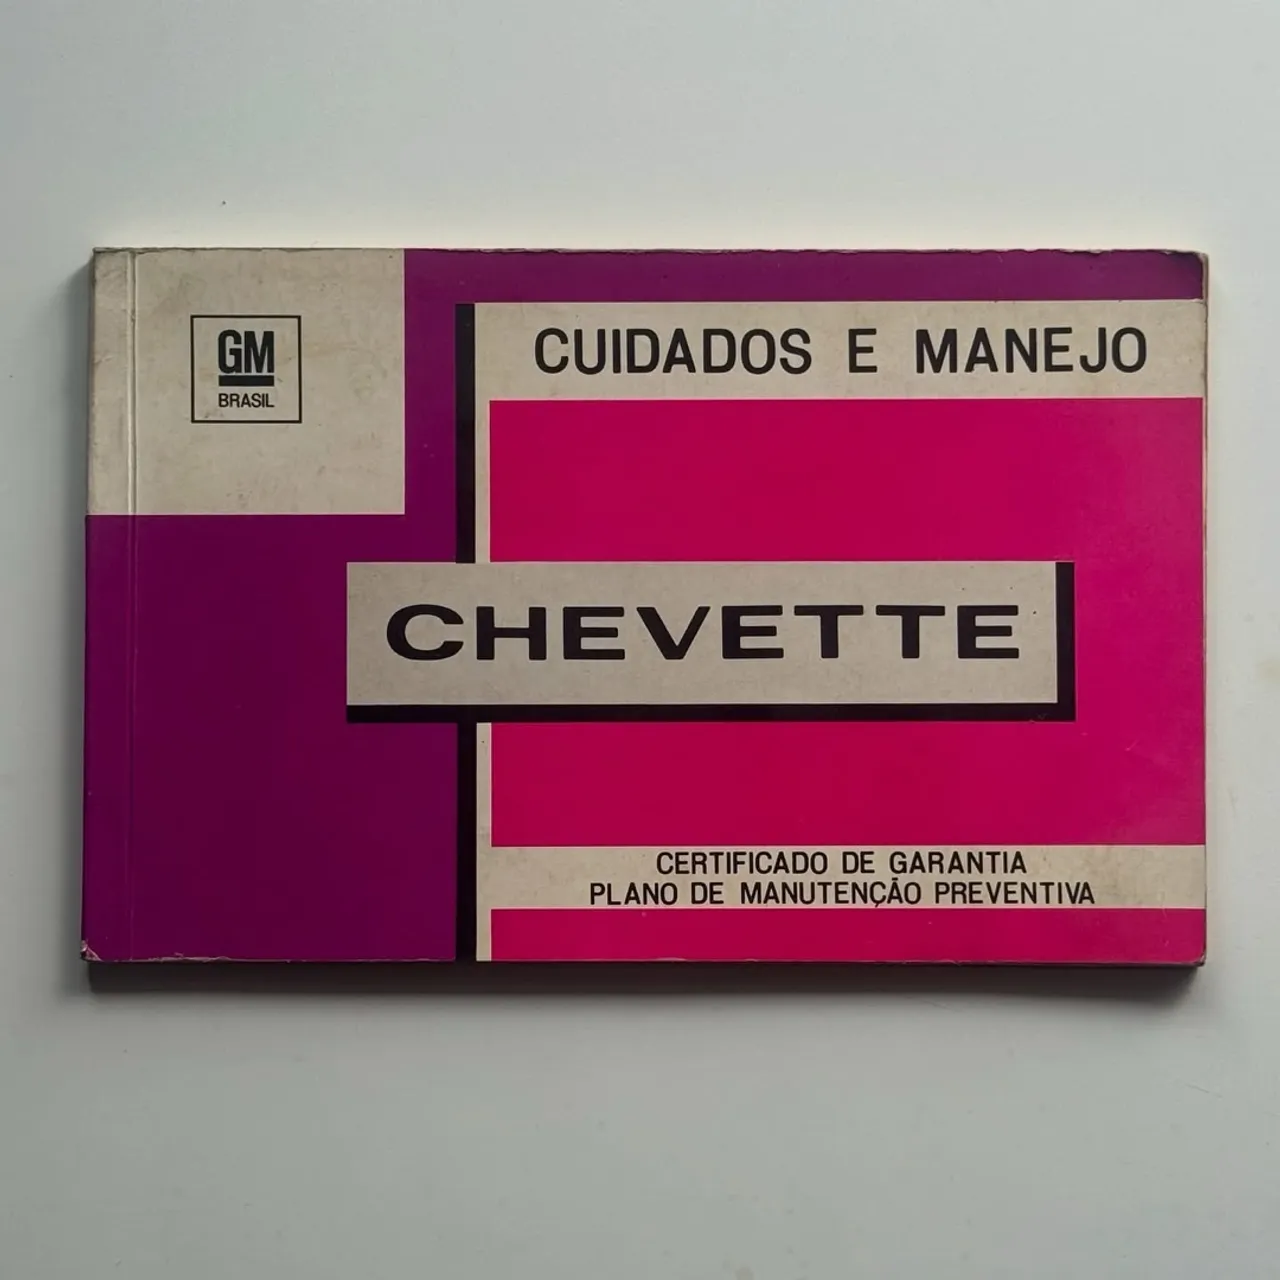 GM
BRASIL
CUIDADOS E MANEJO
CHEVETTE
CERTIFICADO DE GARANTIA
PLANO DE MANUTENÇÃO PREVENTIVA